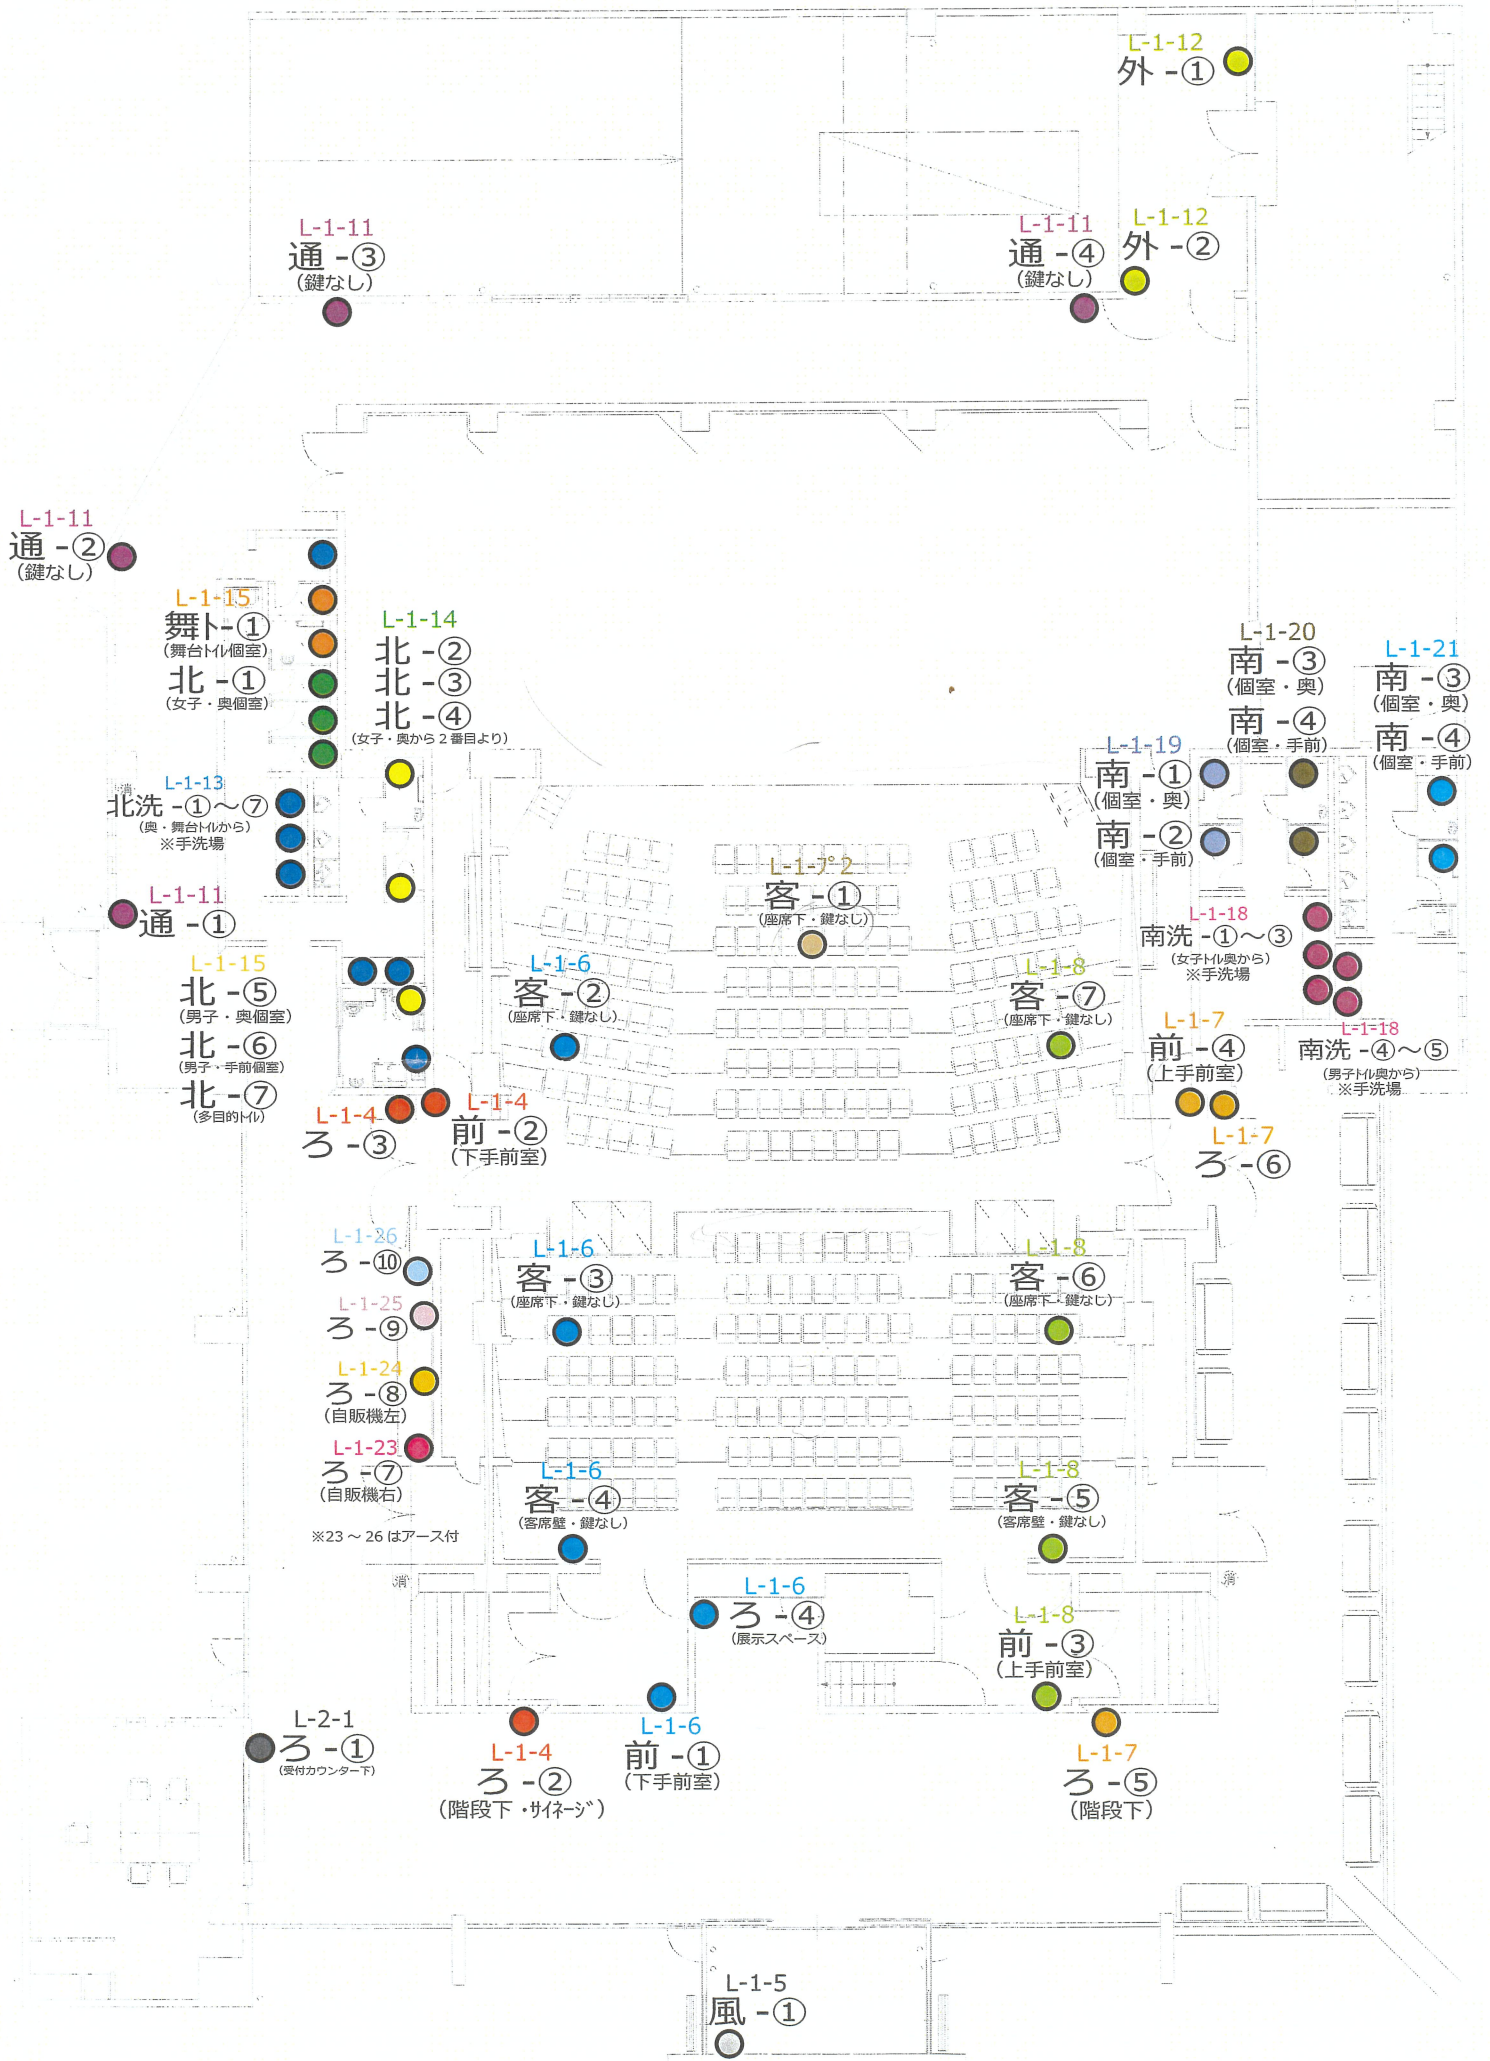 L-1-12
外 -①
L-1-11
通 -③
(鍵なし)
L-1-11
通 -④
(鍵なし)
L-1-12
外 -②
L-1-11
通 -②
(鍵なし)
L-1-15
舞ﾄ-①
(舞台ﾄｲﾚ個室)
北 -①
(女子・奥個室)
L-1-14
北 -②
北 -③
北 -④
(女子・奥から２番目より)
L-1-20
南 -③
(個室・奥)
南 -④
(個室・手前)
L-1-21
南 -③
(個室・奥)
南 -④
(個室・手前)
L-1-19
南 -①
(個室・奥)
南 -②
(個室・手前)
消
L-1-13
北洗 -①～⑦
(奥・舞台ﾄｲﾚから)
※手洗場
L-1-ﾌﾟ2
客 -①
(座席下・鍵なし)
L-1-11
通 -①
L-1-18
南洗 -①～③
(女子ﾄｲﾚ奥から)
※手洗場
L-1-15
北 -⑤
(男子・奥個室)
北 -⑥
(男子・手前個室)
北 -⑦
(多目的ﾄｲﾚ)
L-1-6
客 -②
(座席下・鍵なし)
L-1-8
客 -⑦
(座席下・鍵なし)
L-1-7
前 -④
(上手前室)
L-1-18
南洗 -④～⑤
(男子ﾄｲﾚ奥から)
※手洗場
L-1-4
ろ -③
L-1-4
前 -②
(下手前室)
L-1-7
ろ -⑥
L-1-26
ろ -⑩
L-1-6
客 -③
(座席下・鍵なし)
L-1-8
客 -⑥
(座席下・鍵なし)
L-1-25
ろ -⑨
L-1-24
ろ -⑧
(自販機左)
L-1-23
ろ -⑦
(自販機右)
L-1-6
客 -④
(客席壁・鍵なし)
L-1-8
客 -⑤
(客席壁・鍵なし)
※23 ～ 26 はアース付
消
消
L-1-6
ろ -④
(展示スペース)
L-1-8
前 -③
(上手前室)
L-2-1
ろ -①
(受付カウンター下)
L-1-4
ろ -②
(階段下 ・ｻｲﾈｰｼﾞ)
L-1-6
前 -①
(下手前室)
L-1-7
ろ -⑤
(階段下)
L-1-5
風 -①